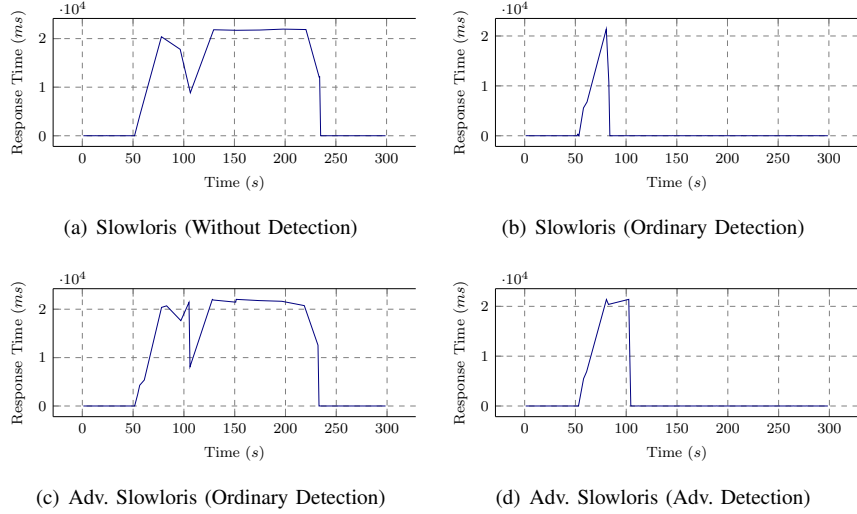 ·10⁴
2
1
0
Response Time (ms)
0 50 100 150 200 250 300
Time (s)
(a) Slowloris (Without Detection)
·10⁴
2
1
0
Response Time (ms)
0 50 100 150 200 250 300
Time (s)
(b) Slowloris (Ordinary Detection)
·10⁴
2
1
0
Response Time (ms)
0 50 100 150 200 250 300
Time (s)
(c) Adv. Slowloris (Ordinary Detection)
·10⁴
2
1
0
Response Time (ms)
0 50 100 150 200 250 300
Time (s)
(d) Adv. Slowloris (Adv. Detection)